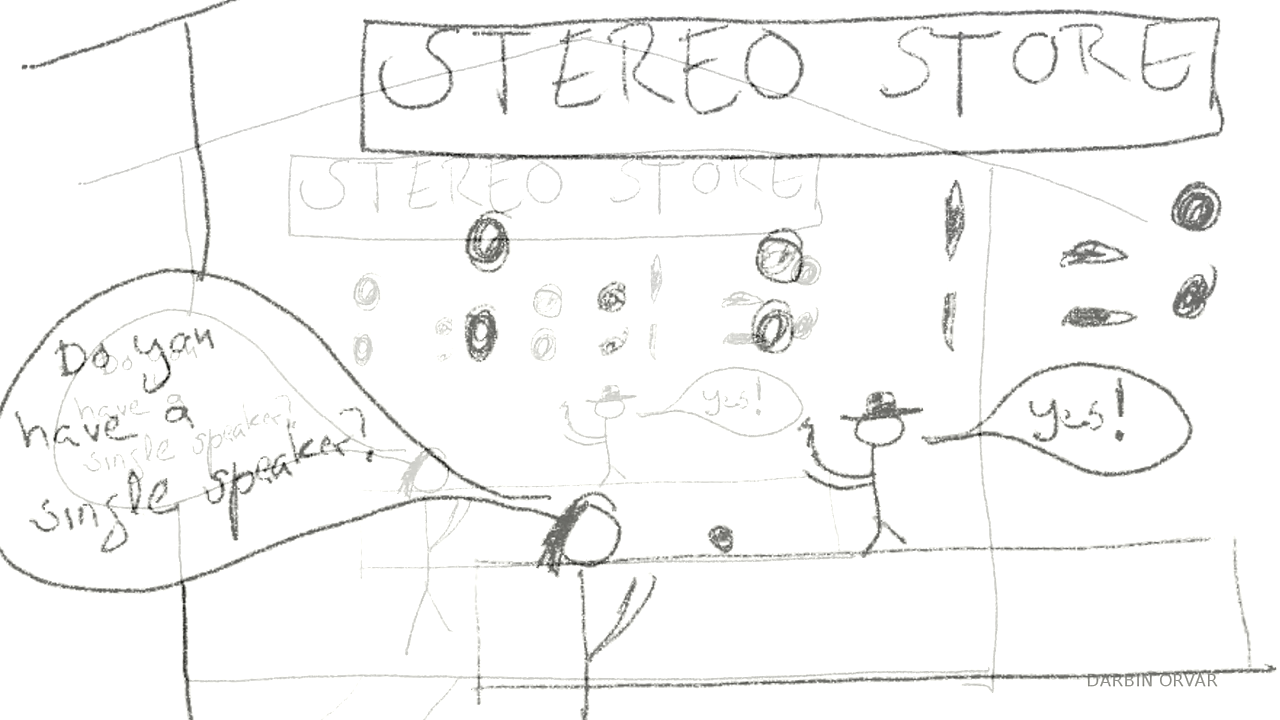 STEREO STORE
STEREO STORE
Do you
have a
single speaker?
Do you
have a
single speaker?
yes!
yes!
DARBIN ORVAR